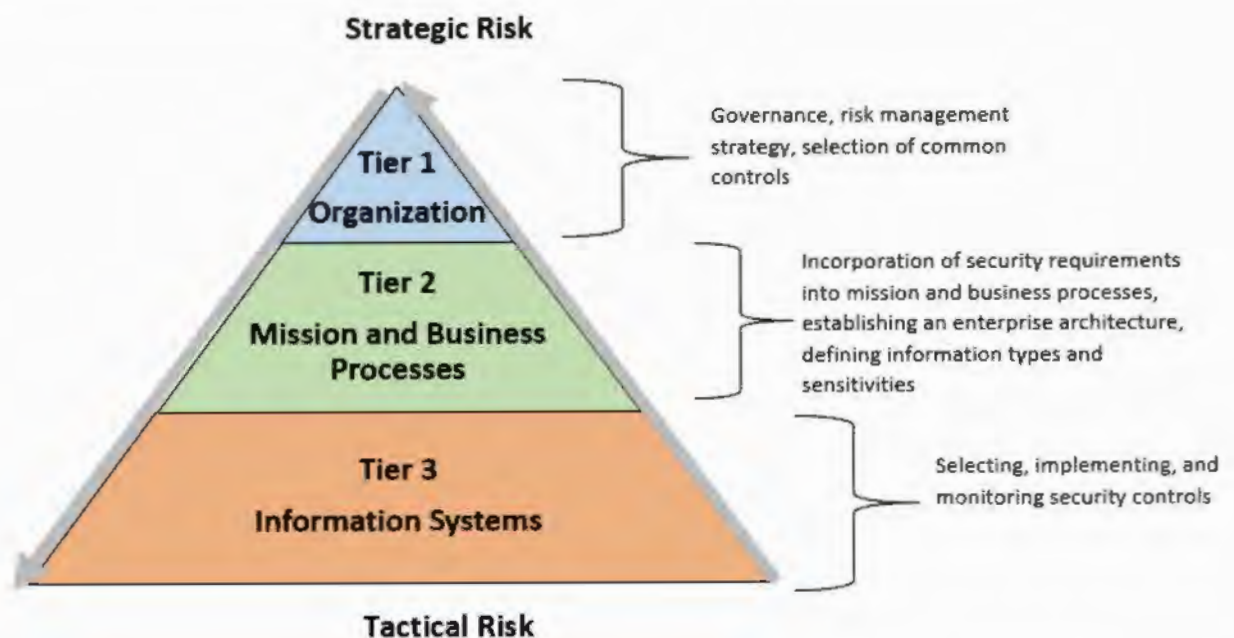 Strategic Risk
Tier 1
Organization
Governance, risk management
strategy, selection of common
controls
Tier 2
Mission and Business
Processes
Incorporation of security requirements
into mission and business processes,
establishing an enterprise architecture,
defining information types and
sensitivities
Tier 3
Information Systems
Selecting, implementing, and
monitoring security controls
Tactical Risk